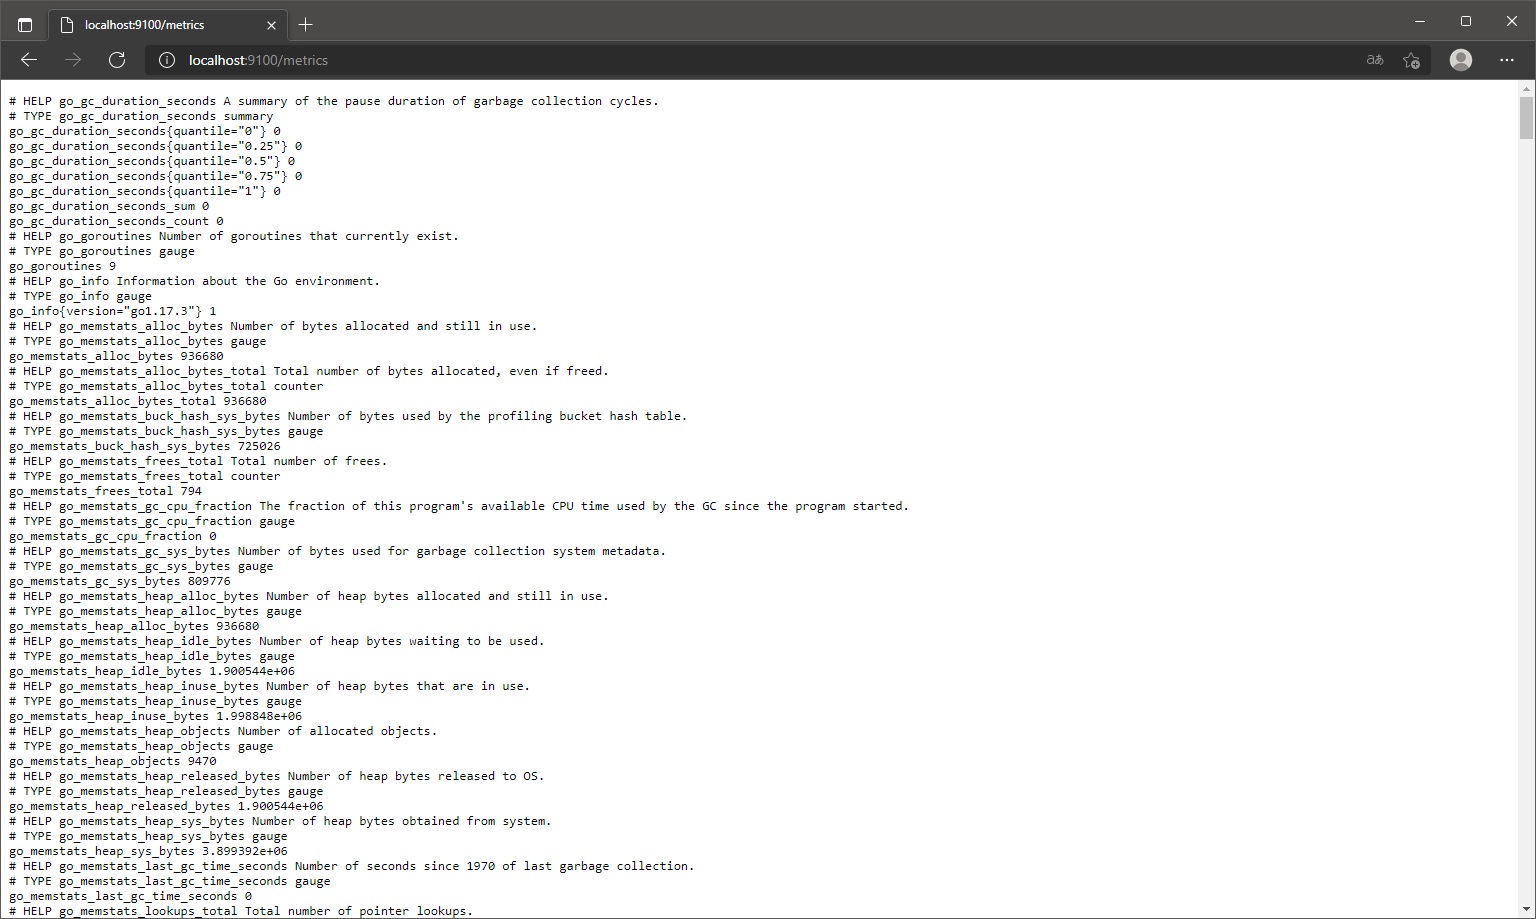 localhost:9100/metrics
localhost:9100/metrics
aあ
# HELP go_gc_duration_seconds A summary of the pause duration of garbage collection cycles.
# TYPE go_gc_duration_seconds summary
go_gc_duration_seconds{quantile="0"} 0
go_gc_duration_seconds{quantile="0.25"} 0
go_gc_duration_seconds{quantile="0.5"} 0
go_gc_duration_seconds{quantile="0.75"} 0
go_gc_duration_seconds{quantile="1"} 0
go_gc_duration_seconds_sum 0
go_gc_duration_seconds_count 0
# HELP go_goroutines Number of goroutines that currently exist.
# TYPE go_goroutines gauge
go_goroutines 9
# HELP go_info Information about the Go environment.
# TYPE go_info gauge
go_info{version="go1.17.3"} 1
# HELP go_memstats_alloc_bytes Number of bytes allocated and still in use.
# TYPE go_memstats_alloc_bytes gauge
go_memstats_alloc_bytes 936680
# HELP go_memstats_alloc_bytes_total Total number of bytes allocated, even if freed.
# TYPE go_memstats_alloc_bytes_total counter
go_memstats_alloc_bytes_total 936680
# HELP go_memstats_buck_hash_sys_bytes Number of bytes used by the profiling bucket hash table.
# TYPE go_memstats_buck_hash_sys_bytes gauge
go_memstats_buck_hash_sys_bytes 725026
# HELP go_memstats_frees_total Total number of frees.
# TYPE go_memstats_frees_total counter
go_memstats_frees_total 794
# HELP go_memstats_gc_cpu_fraction The fraction of this program's available CPU time used by the GC since the program started.
# TYPE go_memstats_gc_cpu_fraction gauge
go_memstats_gc_cpu_fraction 0
# HELP go_memstats_gc_sys_bytes Number of bytes used for garbage collection system metadata.
# TYPE go_memstats_gc_sys_bytes gauge
go_memstats_gc_sys_bytes 809776
# HELP go_memstats_heap_alloc_bytes Number of heap bytes allocated and still in use.
# TYPE go_memstats_heap_alloc_bytes gauge
go_memstats_heap_alloc_bytes 936680
# HELP go_memstats_heap_idle_bytes Number of heap bytes waiting to be used.
# TYPE go_memstats_heap_idle_bytes gauge
go_memstats_heap_idle_bytes 1.900544e+06
# HELP go_memstats_heap_inuse_bytes Number of heap bytes that are in use.
# TYPE go_memstats_heap_inuse_bytes gauge
go_memstats_heap_inuse_bytes 1.998848e+06
# HELP go_memstats_heap_objects Number of allocated objects.
# TYPE go_memstats_heap_objects gauge
go_memstats_heap_objects 9470
# HELP go_memstats_heap_released_bytes Number of heap bytes released to OS.
# TYPE go_memstats_heap_released_bytes gauge
go_memstats_heap_released_bytes 1.900544e+06
# HELP go_memstats_heap_sys_bytes Number of heap bytes obtained from system.
# TYPE go_memstats_heap_sys_bytes gauge
go_memstats_heap_sys_bytes 3.899392e+06
# HELP go_memstats_last_gc_time_seconds Number of seconds since 1970 of last garbage collection.
# TYPE go_memstats_last_gc_time_seconds gauge
go_memstats_last_gc_time_seconds 0
# HELP go_memstats_lookups_total Total number of pointer lookups.